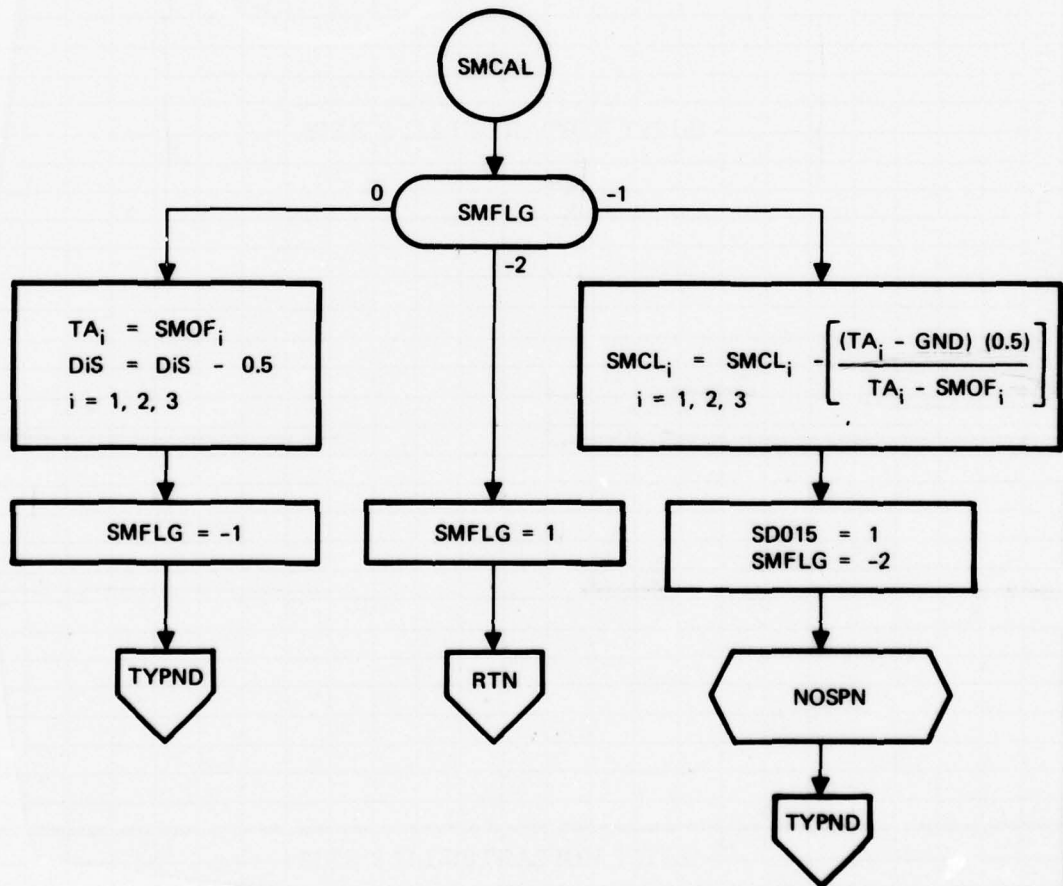 SMCAL
0
SMFLG
-1
-2
TAi = SMOFi
DiS = DiS - 0.5
i = 1, 2, 3
SMCLi = SMCLi - [(TAi - GND) (0.5) / TAi - SMOFi]
i = 1, 2, 3
SMFLG = -1
SMFLG = 1
SD015 = 1
SMFLG = -2
TYPND
RTN
NOSPN
TYPND